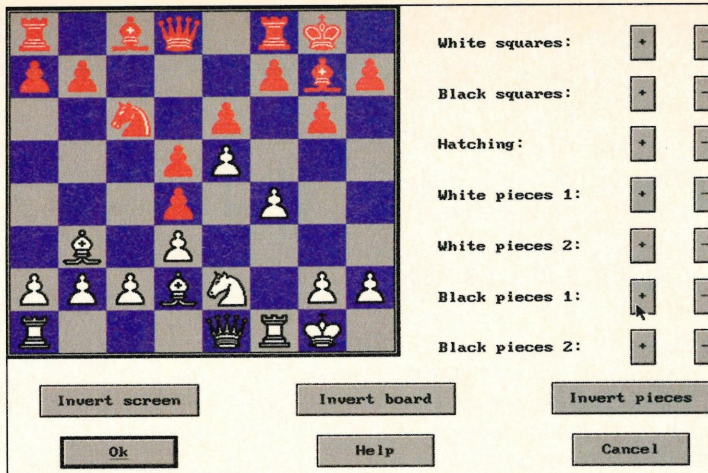 White squares: + -
Black squares: + -
Hatching: + -
White pieces 1: + -
White pieces 2: + -
Black pieces 1: + -
Black pieces 2: + -
Invert screen Invert board Invert pieces
Ok Help Cancel